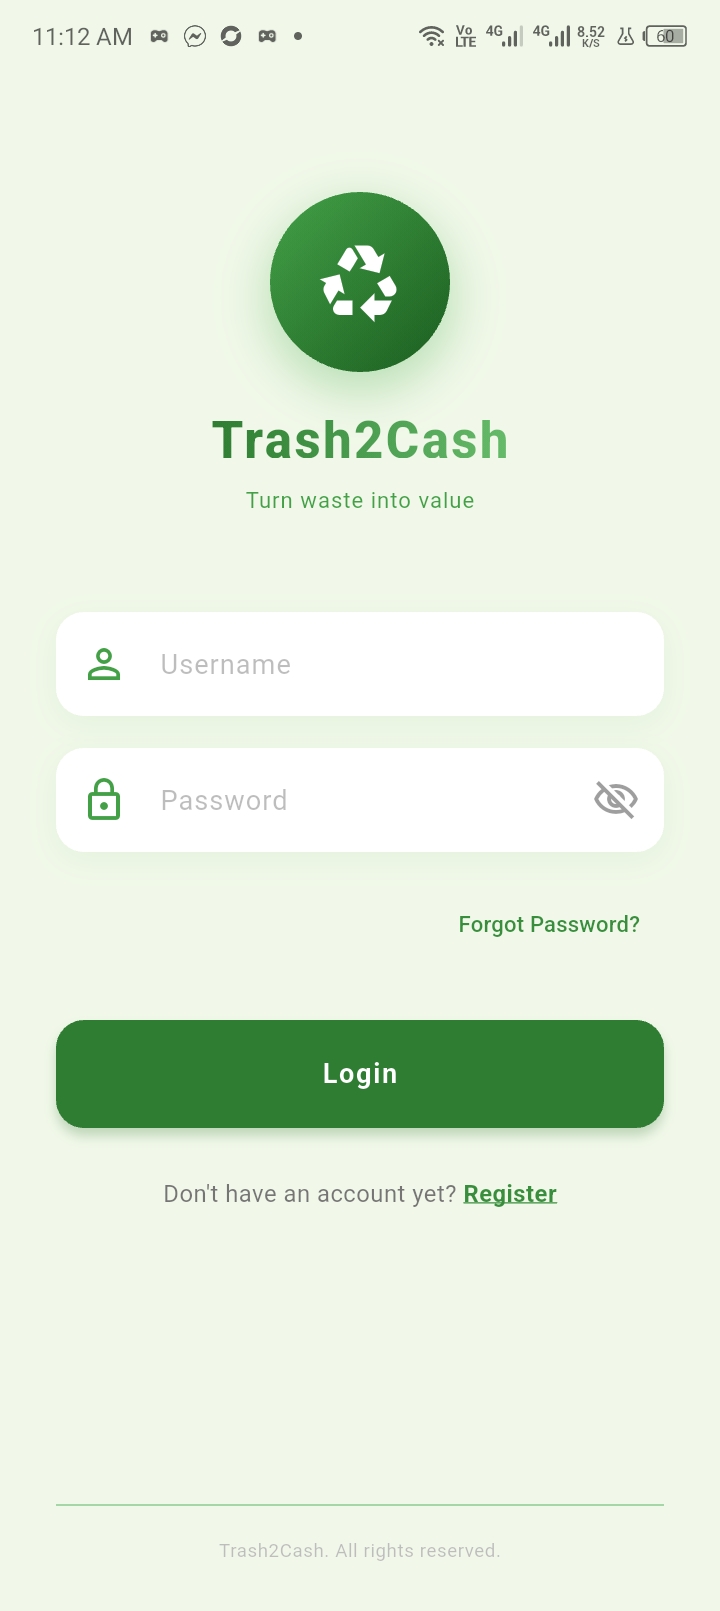 11:12 AM Vo LTE 4G 4G 8.52 K/S 60
Trash2Cash
Turn waste into value
Username
Password
Forgot Password?
Login
Don't have an account yet? Register
Trash2Cash. All rights reserved.